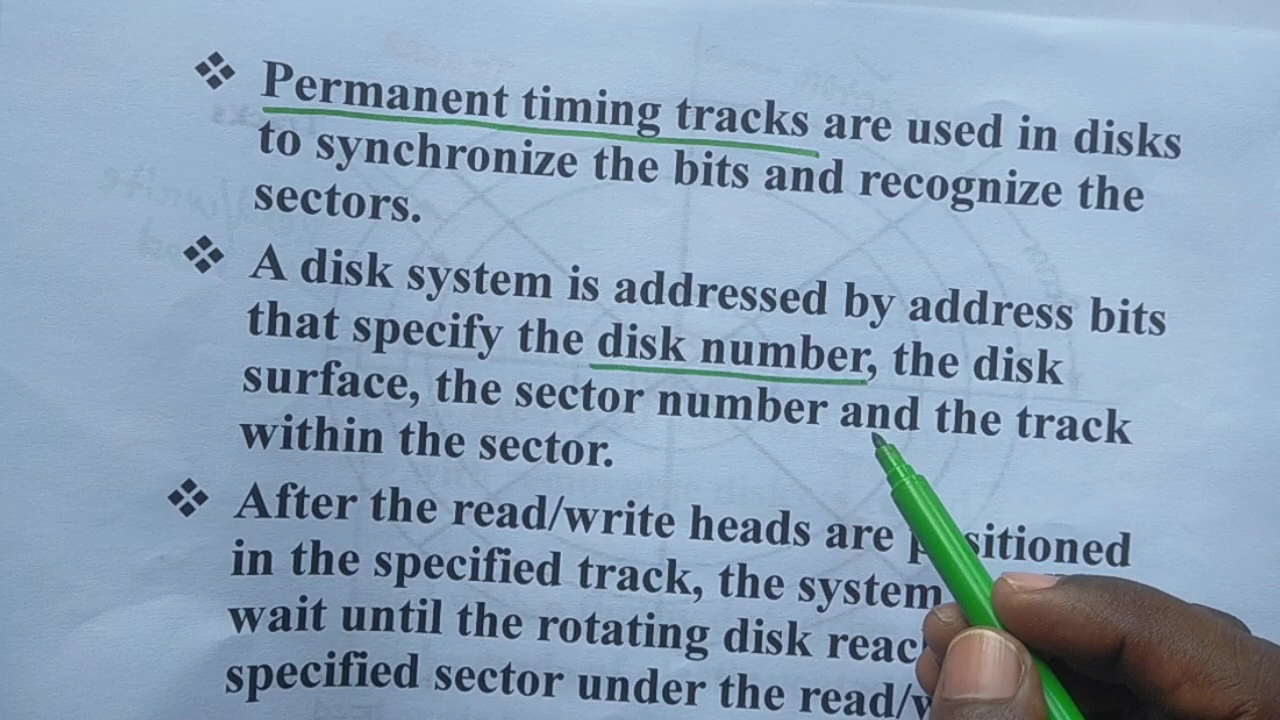 ❖ Permanent timing tracks are used in disks
to synchronize the bits and recognize the
sectors.
❖ A disk system is addressed by address bits
that specify the disk number, the disk
surface, the sector number and the track
within the sector.
❖ After the read/write heads are
in the specified track, the system
wait until the rotating disk
specified sector under the